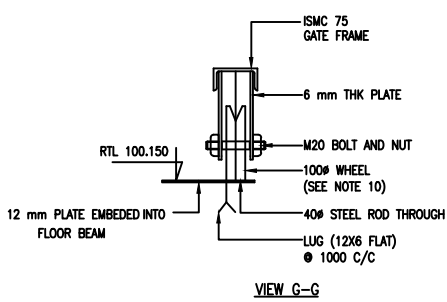 ISMC 75
GATE FRAME
6 mm THK PLATE
M20 BOLT AND NUT
RTL 100.150
100ø WHEEL
(SEE NOTE 10)
12 mm PLATE EMBEDED INTO
FLOOR BEAM
40ø STEEL ROD THROUGH
LUG (12X6 FLAT)
@ 1000 C/C
VIEW G-G